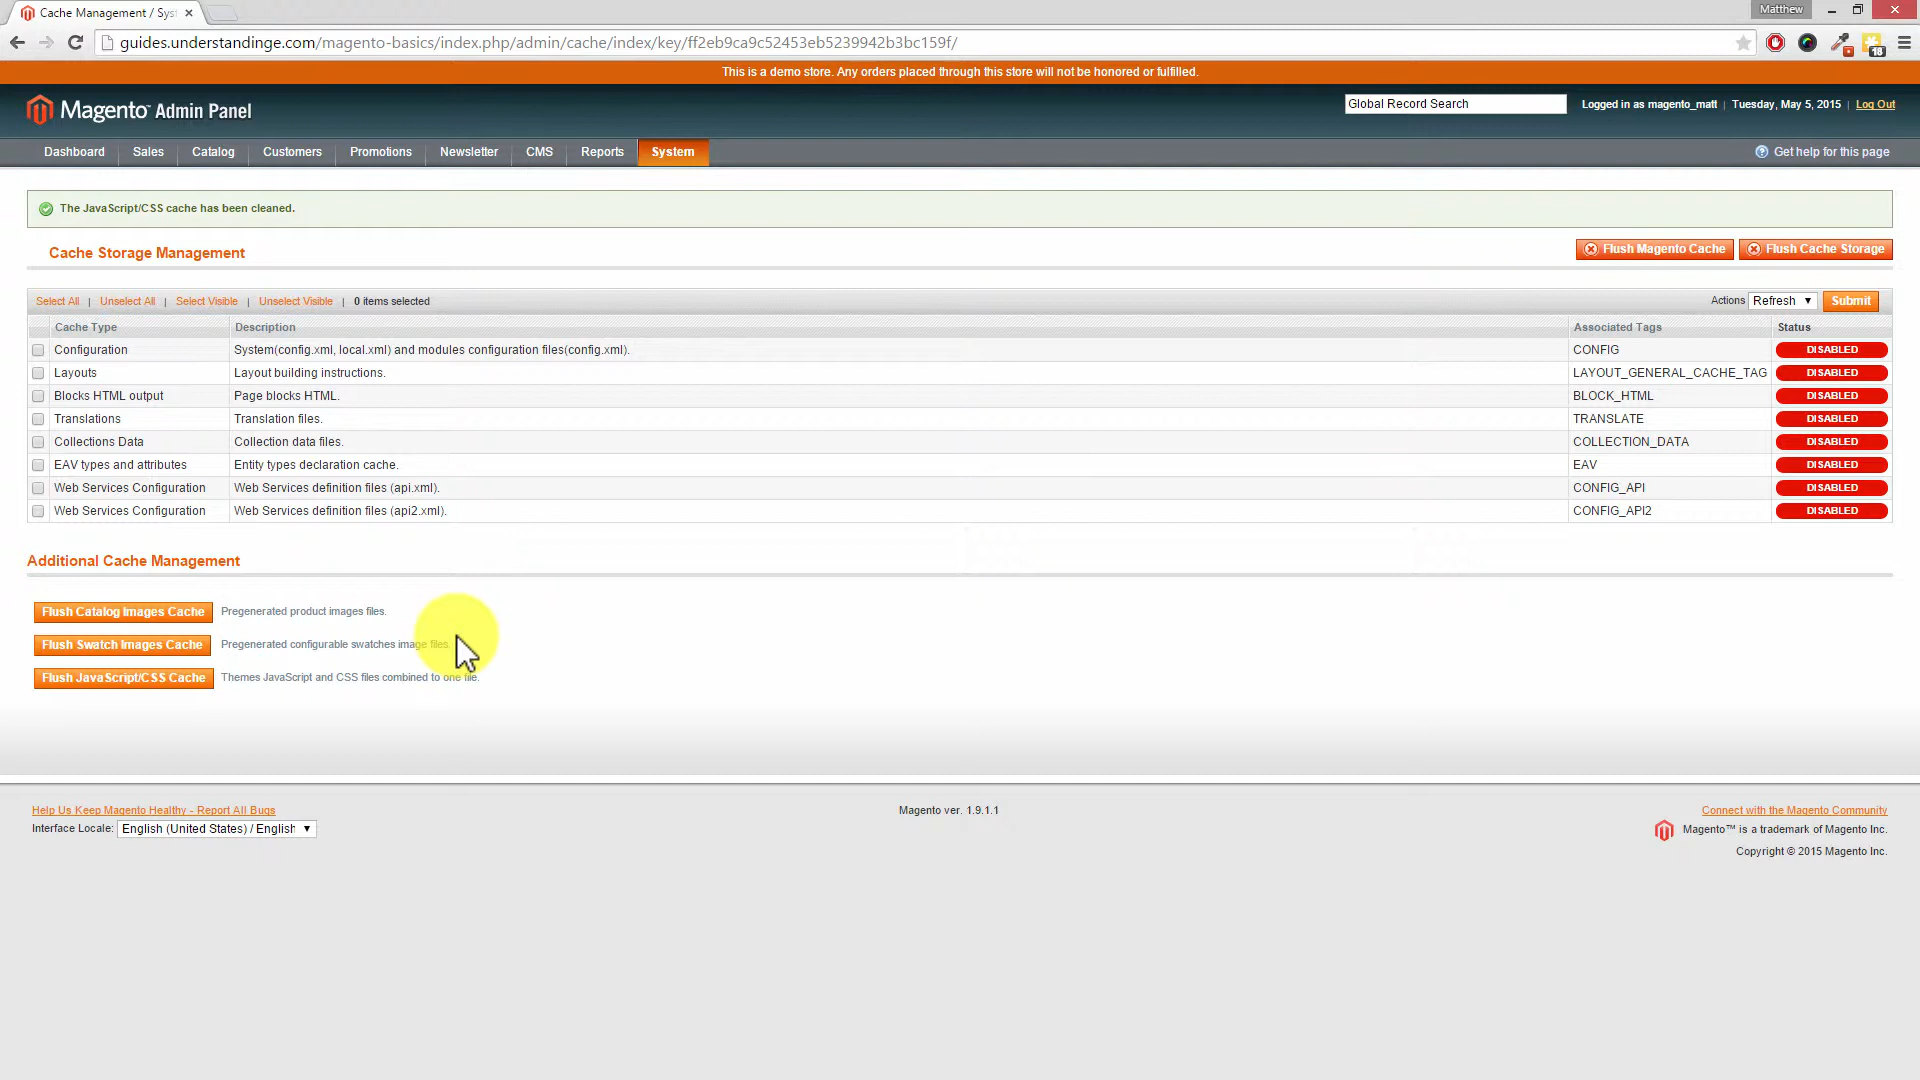 Cache Management / Sys
Matthew
guides.understandinge.com/magento-basics/index.php/admin/cache/index/key/ff2eb9ca9c52453eb5239942b3bc159f/
18
This is a demo store. Any orders placed through this store will not be honored or fulfilled.
Magento™ Admin Panel
Global Record Search
Logged in as magento_matt | Tuesday, May 5, 2015 | Log Out
Dashboard Sales Catalog Customers Promotions Newsletter CMS Reports System
Get help for this page
The JavaScript/CSS cache has been cleaned.
Cache Storage Management
Flush Magento Cache Flush Cache Storage
Select All | Unselect All | Select Visible | Unselect Visible | 0 items selected
Actions Refresh Submit
Cache Type Description Associated Tags Status
Configuration System(config.xml, local.xml) and modules configuration files(config.xml). CONFIG DISABLED
Layouts Layout building instructions. LAYOUT_GENERAL_CACHE_TAG DISABLED
Blocks HTML output Page blocks HTML. BLOCK_HTML DISABLED
Translations Translation files. TRANSLATE DISABLED
Collections Data Collection data files. COLLECTION_DATA DISABLED
EAV types and attributes Entity types declaration cache. EAV DISABLED
Web Services Configuration Web Services definition files (api.xml). CONFIG_API DISABLED
Web Services Configuration Web Services definition files (api2.xml). CONFIG_API2 DISABLED
Additional Cache Management
Flush Catalog Images Cache Pregenerated product images files.
Flush Swatch Images Cache Pregenerated configurable swatches image files.
Flush JavaScript/CSS Cache Themes JavaScript and CSS files combined to one file.
Help Us Keep Magento Healthy - Report All Bugs
Interface Locale: English (United States) / English
Magento ver. 1.9.1.1
Connect with the Magento Community
Magento™ is a trademark of Magento Inc.
Copyright © 2015 Magento Inc.